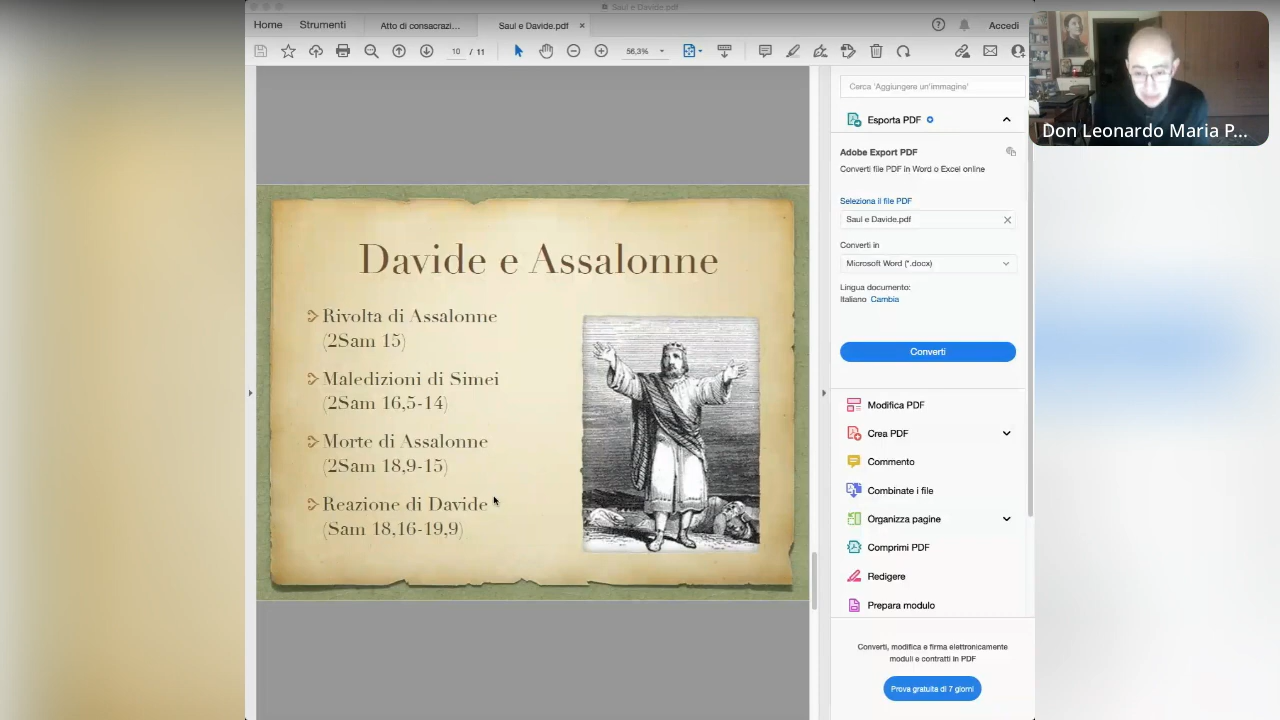 Saul e Davide.pdf
Home
Strumenti
Atto di consacrazi...
Saul e Davide.pdf
×
Accedi
10 / 11
56,3%
Don Leonardo Maria P...
Cerca 'Aggiungere un'immagine'
Esporta PDF
Adobe Export PDF
Converti file PDF in Word o Excel online
Seleziona il file PDF
Saul e Davide.pdf
Converti in
Microsoft Word (*.docx)
Lingua documento:
Italiano Cambia
Converti
Modifica PDF
Crea PDF
Commento
Combinate i file
Organizza pagine
Comprimi PDF
Redigere
Prepara modulo
Converti, modifica e firma elettronicamente
moduli e contratti in PDF
Prova gratuita di 7 giorni
Davide e Assalonne
Rivolta di Assalonne
(2Sam 15)
Maledizioni di Simei
(2Sam 16,5-14)
Morte di Assalonne
(2Sam 18,9-15)
Reazione di Davide
(Sam 18,16-19,9)